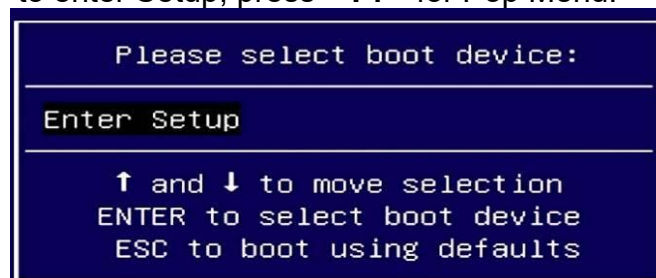 to enter Setup, press for Pop Menu.
Please select boot device:
Enter Setup
↑ and ↓ to move selection
ENTER to select boot device
ESC to boot using defaults